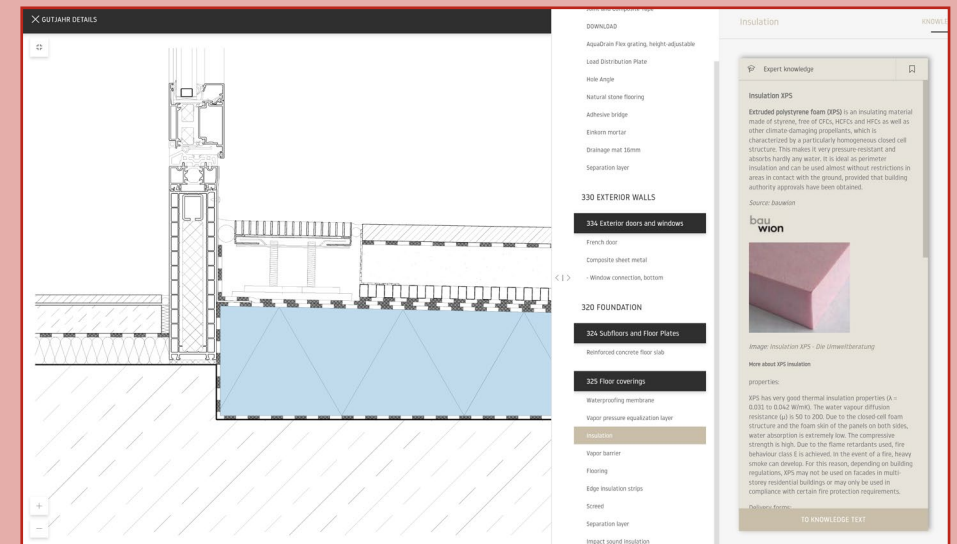 GUTJAHR DETAILS
DOWNLOAD
AquaDrain Flex grating, height-adjustable
Load Distribution Plate
Hole Angle
Natural stone flooring
Adhesive bridge
Einkorn mortar
Drainage mat 16mm
Separation layer
330 EXTERIOR WALLS
334 Exterior doors and windows
French door
Composite sheet metal
- Window connection, bottom
320 FOUNDATION
324 Subfloors and Floor Plates
Reinforced concrete floor slab
325 Floor coverings
Waterproofing membrane
Vapor pressure equalization layer
Insulation
Vapor barrier
Flooring
Edge insulation strips
Screed
Separation layer
Impact sound insulation
Insulation
Expert knowledge
Insulation XPS
Extruded polystyrene foam (XPS) is an insulating material
made of styrene, free of CFCs, HCFCs and HFCs as well as
other climate-damaging propellants, which is
characterized by a particularly homogeneous closed cell
structure. This makes it very pressure-resistant and
absorbs hardly any water. It is ideal as perimeter
insulation and can be used almost without restrictions in
areas in contact with the ground, provided that building
authority approvals have been obtained.
Source: bauwion
bau
wion
Image: Insulation XPS - Die Umweltberatung
More about XPS insulation
properties:
XPS has very good thermal insulation properties (λ =
0.031 to 0.042 W/mK). The water vapour diffusion
resistance (μ) is 50 to 200. Due to the closed-cell foam
structure and the foam skin of the panels on both sides,
water absorption is extremely low. The compressive
strength is high. Due to the flame retardants used, fire
behaviour class E is achieved. In the event of a fire, heavy
smoke can develop. For this reason, depending on building
regulations, XPS may not be used on facades in multi-
storey residential buildings or may only be used in
compliance with certain fire protection requirements.
Delivery forms:
TO KNOWLEDGE TEXT